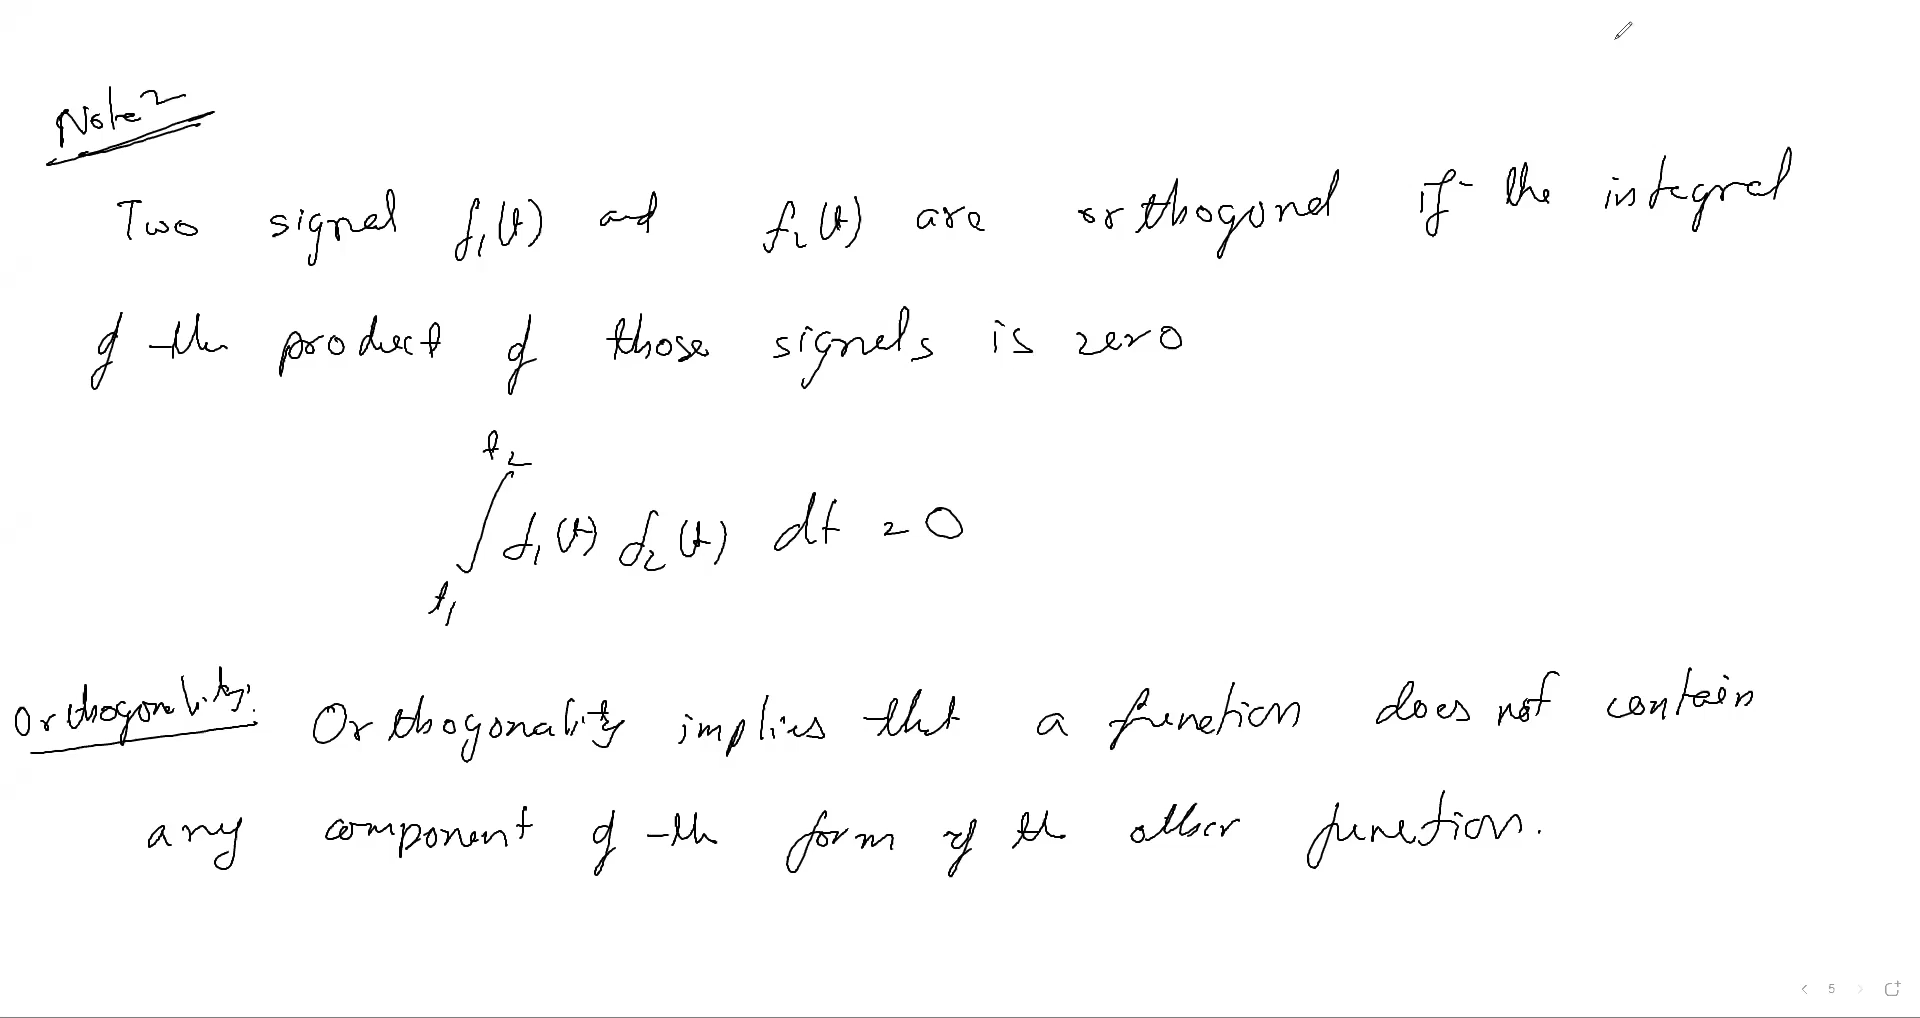 Note 2
Two signal f₁(t) and f₂(t) are orthogonal if the integral
of the product of those signals is zero
∫_{t₁}^{t₂} f₁(t) f₂(t) dt = 0
Orthogonality: Orthogonality implies that a function does not contain
any component of the form of the other function.
5